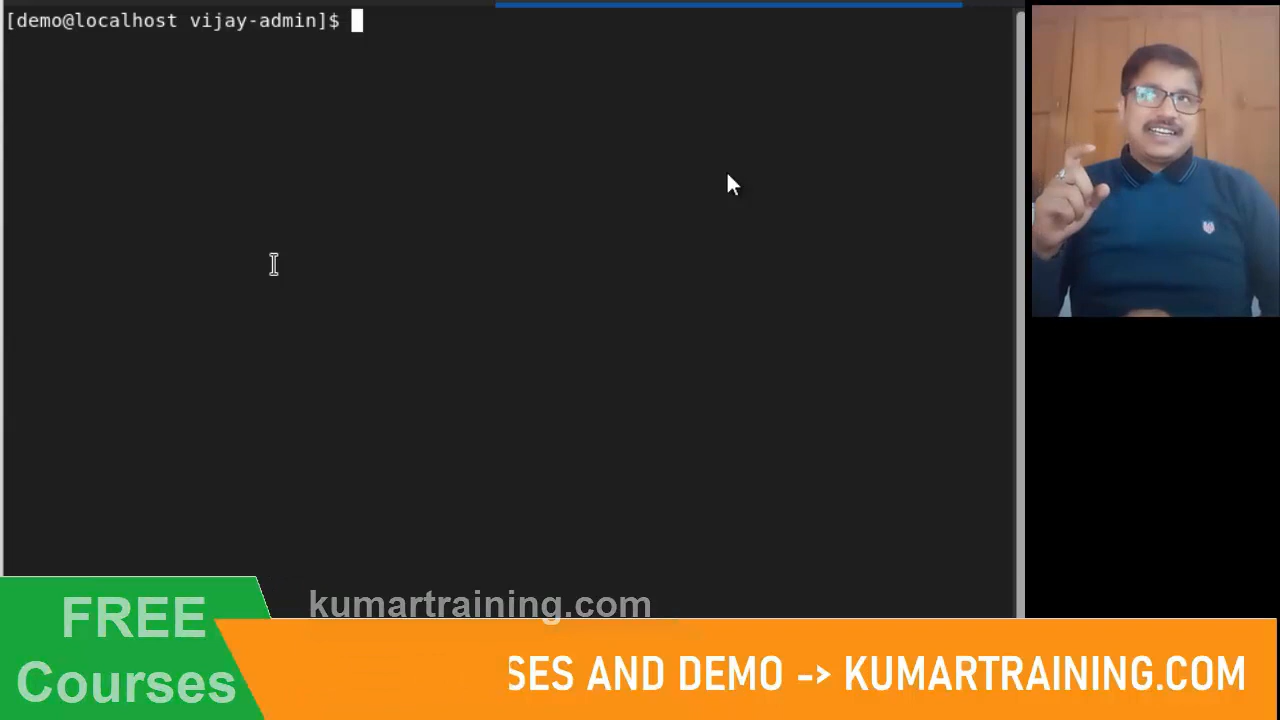 [demo@localhost vijay-admin]$
kumartraining.com
FREE
Courses
SES AND DEMO -> KUMARTRAINING.COM